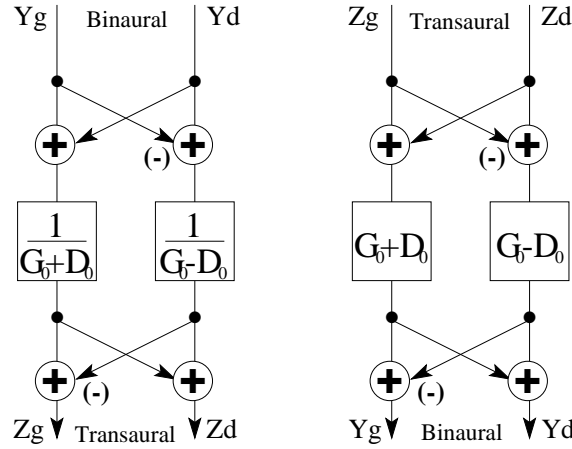 Yg Binaural Yd
Zg Transaural Zd
+ + + +
(-) (-)
1 1
G₀+D₀ G₀-D₀ G₀+D₀ G₀-D₀
+ + + +
(-) (-)
Zg Transaural Zd
Yg Binaural Yd